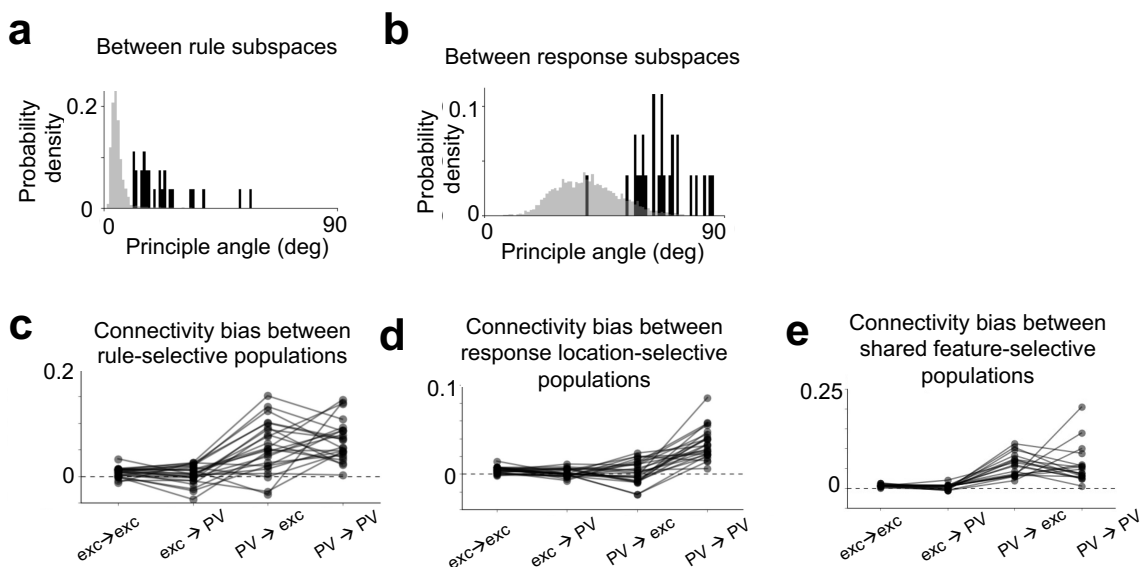 a
Between rule subspaces
Probability
density
0.2
0
0
90
Principle angle (deg)
b
Between response subspaces
Probability
density
0.1
0
0
90
Principle angle (deg)
c
Connectivity bias between
rule-selective populations
0.2
0
exc→exc
exc→PV
PV → exc
PV → PV
d
Connectivity bias between
response location-selective
populations
0.1
0
exc→exc
exc→PV
PV → exc
PV → PV
e
Connectivity bias between
shared feature-selective
populations
0.25
0
exc→exc
exc→PV
PV → exc
PV → PV